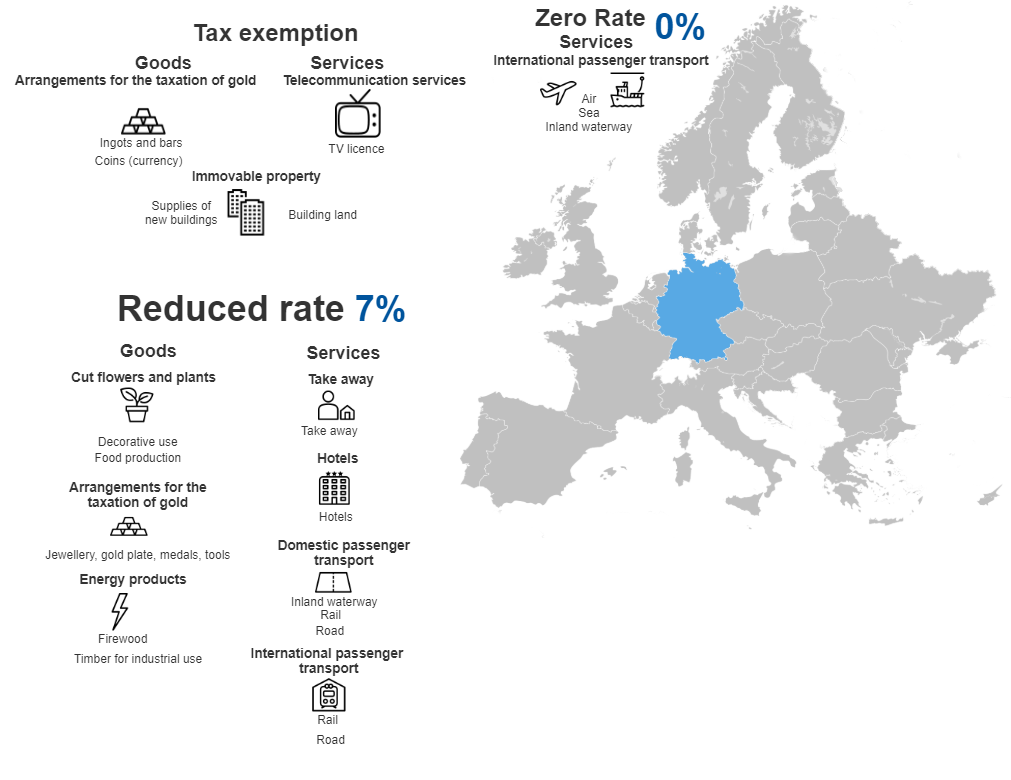 Tax exemption
Goods
Arrangements for the taxation of gold
Ingots and bars
Coins (currency)
Services
Telecommunication services
TV licence
Immovable property
Supplies of
new buildings
Building land
Zero Rate 0%
Services
International passenger transport
Air
Sea
Inland waterway
Reduced rate 7%
Goods
Cut flowers and plants
Decorative use
Food production
Arrangements for the
taxation of gold
Jewellery, gold plate, medals, tools
Energy products
Firewood
Timber for industrial use
Services
Take away
Take away
Hotels
Hotels
Domestic passenger
transport
Inland waterway
Rail
Road
International passenger
transport
Rail
Road